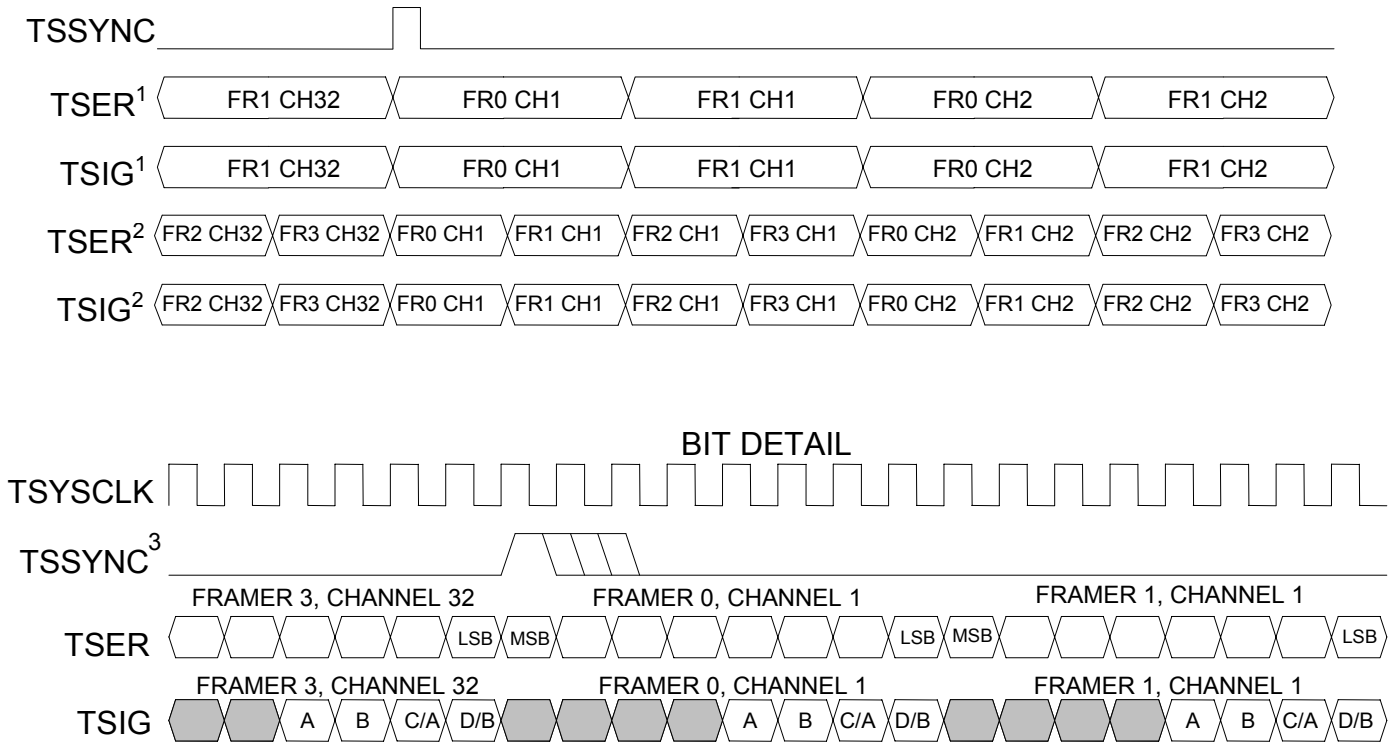 TSSYNC
TSER1 FR1 CH32 FR0 CH1 FR1 CH1 FR0 CH2 FR1 CH2
TSIG1 FR1 CH32 FR0 CH1 FR1 CH1 FR0 CH2 FR1 CH2
TSER2 FR2 CH32 FR3 CH32 FR0 CH1 FR1 CH1 FR2 CH1 FR3 CH1 FR0 CH2 FR1 CH2 FR2 CH2 FR3 CH2
TSIG2 FR2 CH32 FR3 CH32 FR0 CH1 FR1 CH1 FR2 CH1 FR3 CH1 FR0 CH2 FR1 CH2 FR2 CH2 FR3 CH2
BIT DETAIL
TSYSCLK
TSSYNC3
FRAMER 3, CHANNEL 32 FRAMER 0, CHANNEL 1 FRAMER 1, CHANNEL 1
TSER LSB MSB LSB MSB LSB
FRAMER 3, CHANNEL 32 FRAMER 0, CHANNEL 1 FRAMER 1, CHANNEL 1
TSIG A B C/A D/B A B C/A D/B A B C/A D/B